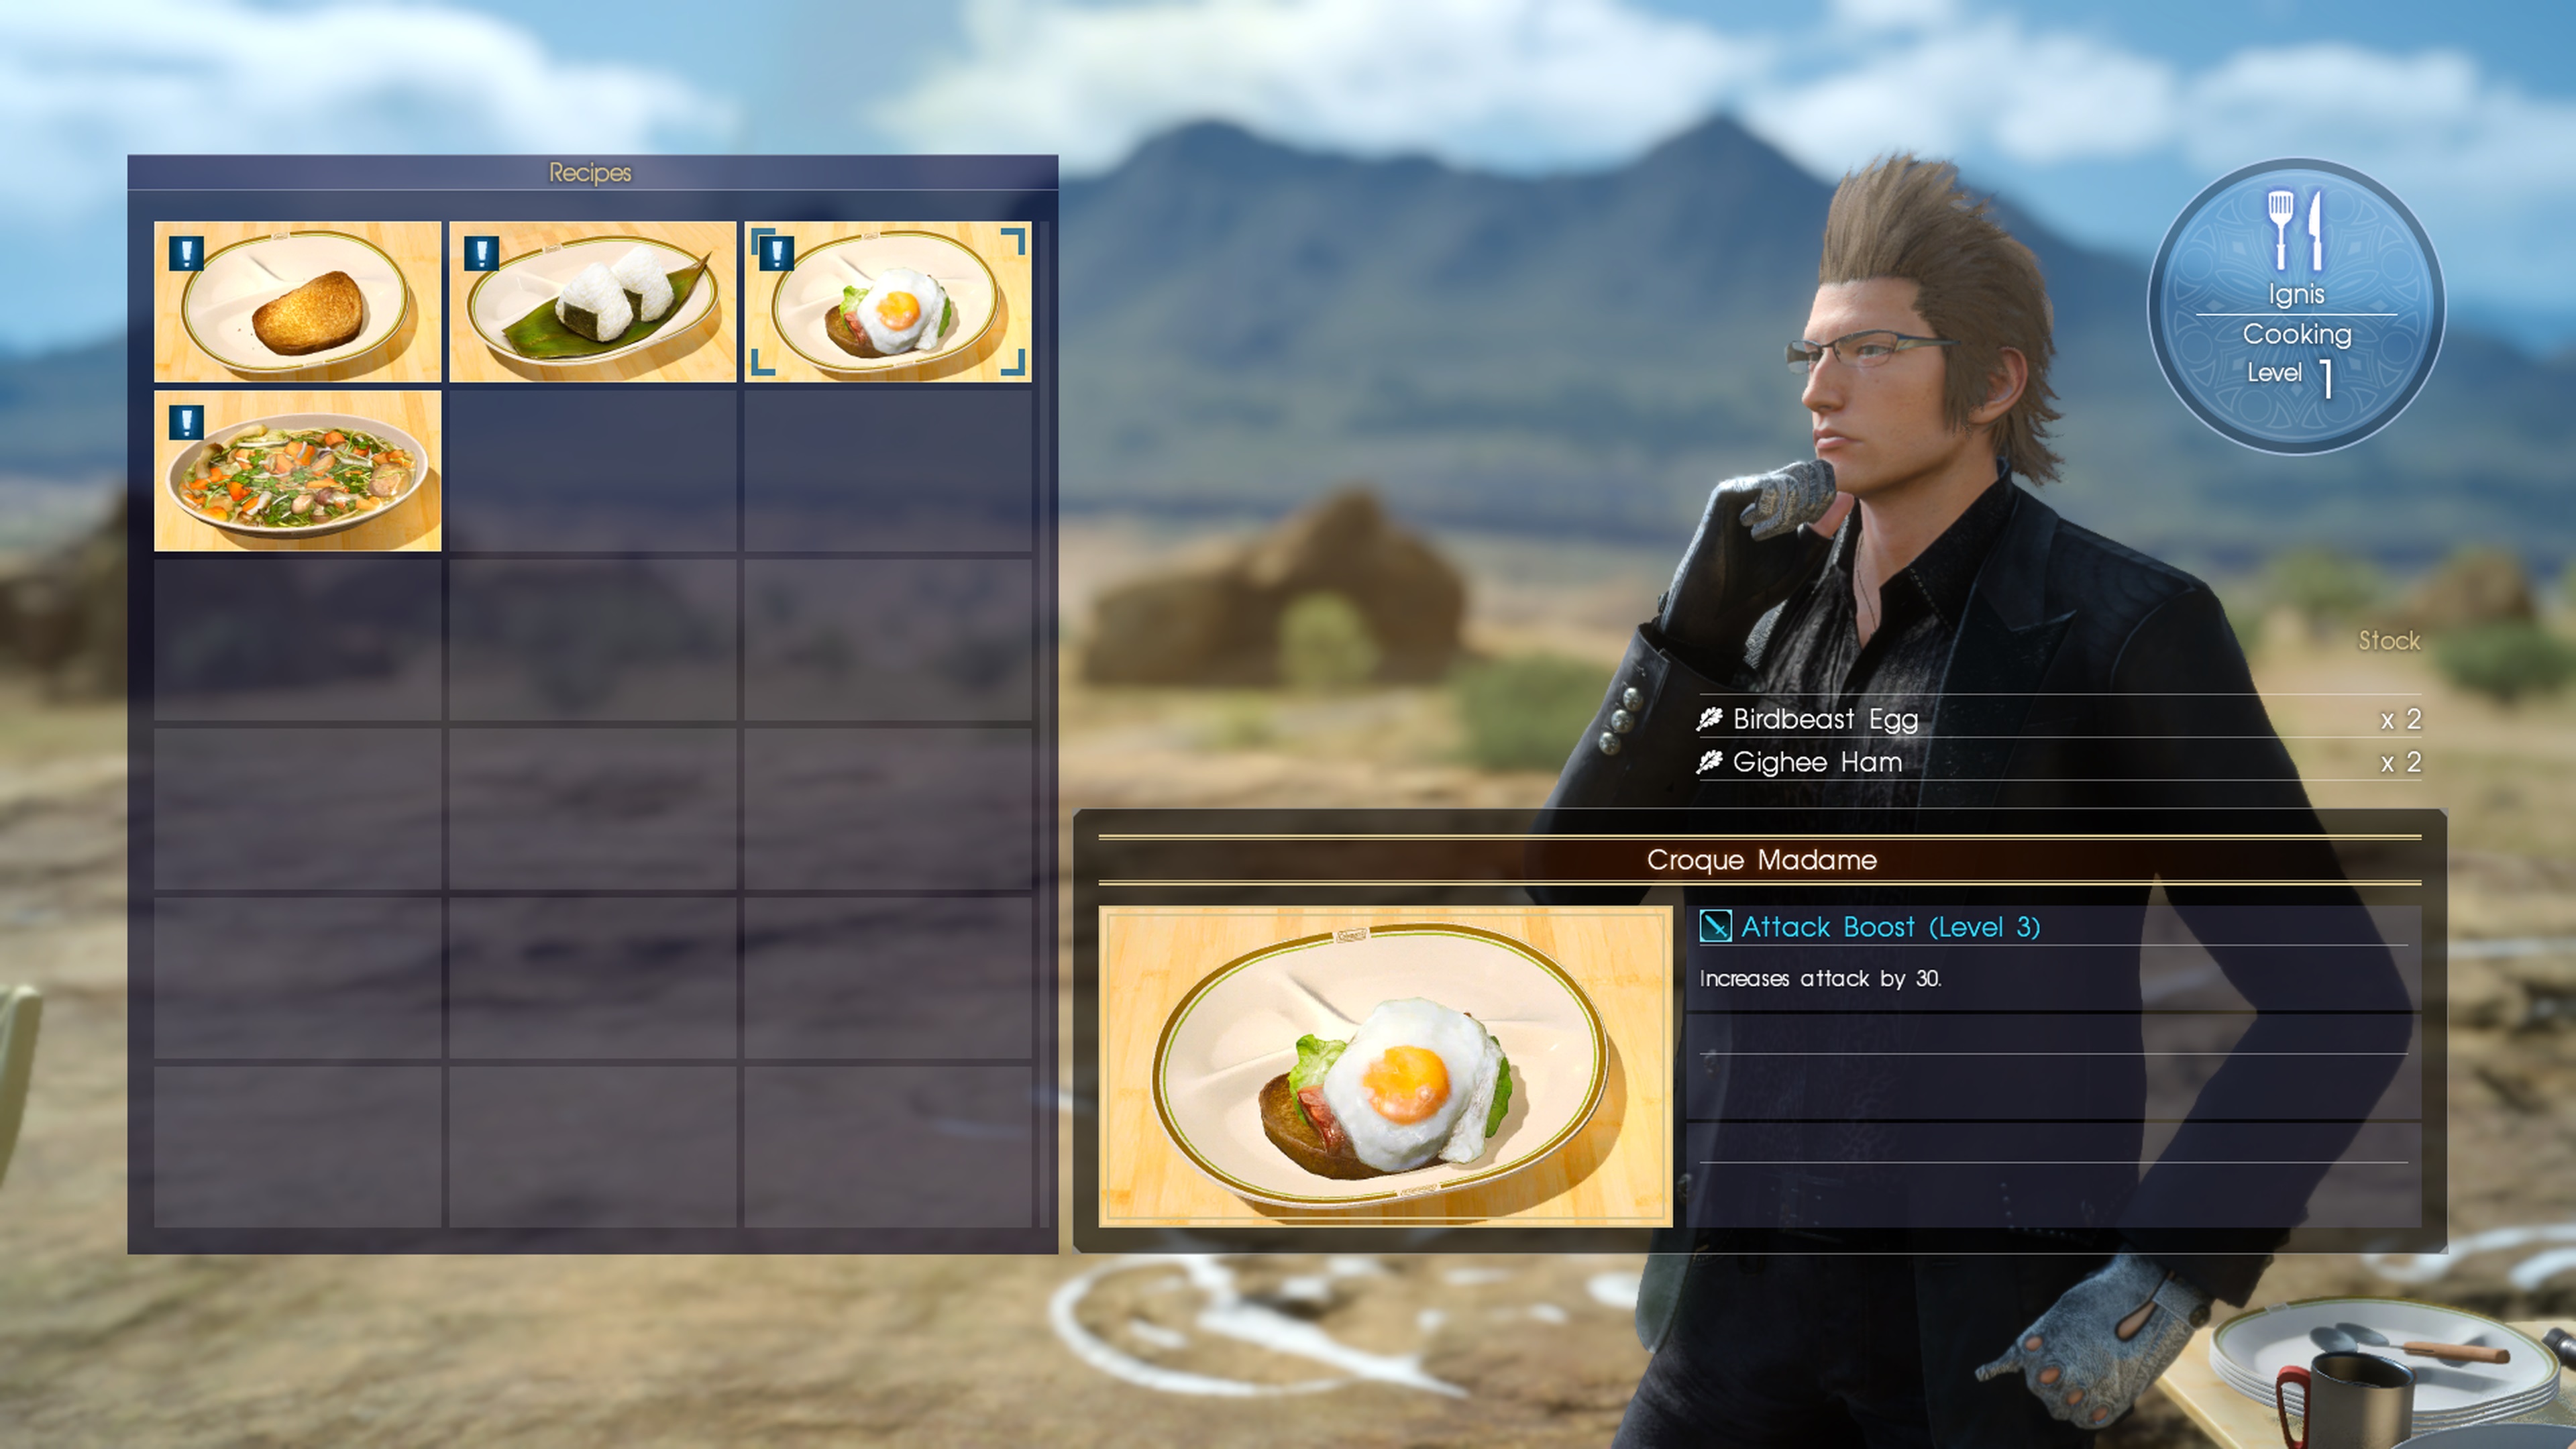 Recipes
Ignis
Cooking
Level 1
Stock
Birdbeast Egg x 2
Gighee Ham x 2
Croque Madame
Attack Boost (Level 3)
Increases attack by 30.